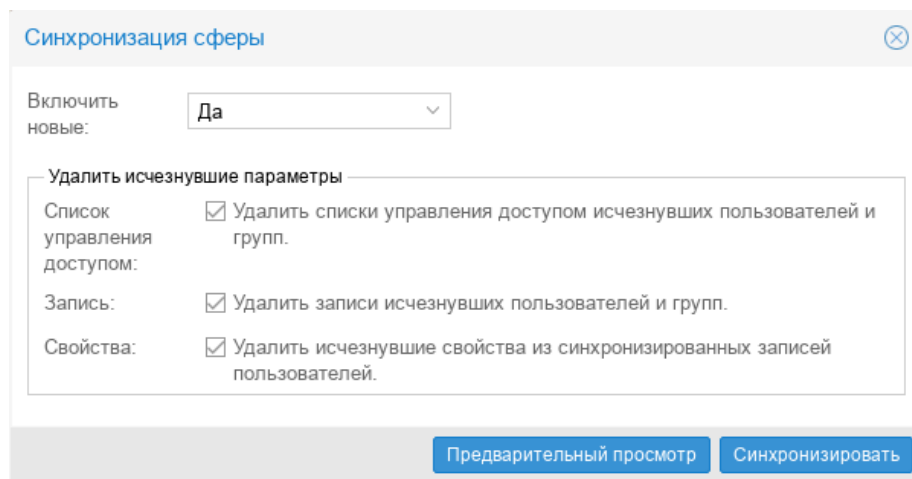 Синхронизация сферы
Включить
новые:
Да
Удалить исчезнувшие параметры
Список
управления
доступом:
Удалить списки управления доступом исчезнувших пользователей и
групп.
Запись:
Удалить записи исчезнувших пользователей и групп.
Свойства:
Удалить исчезнувшие свойства из синхронизированных записей
пользователей.
Предварительный просмотр
Синхронизировать